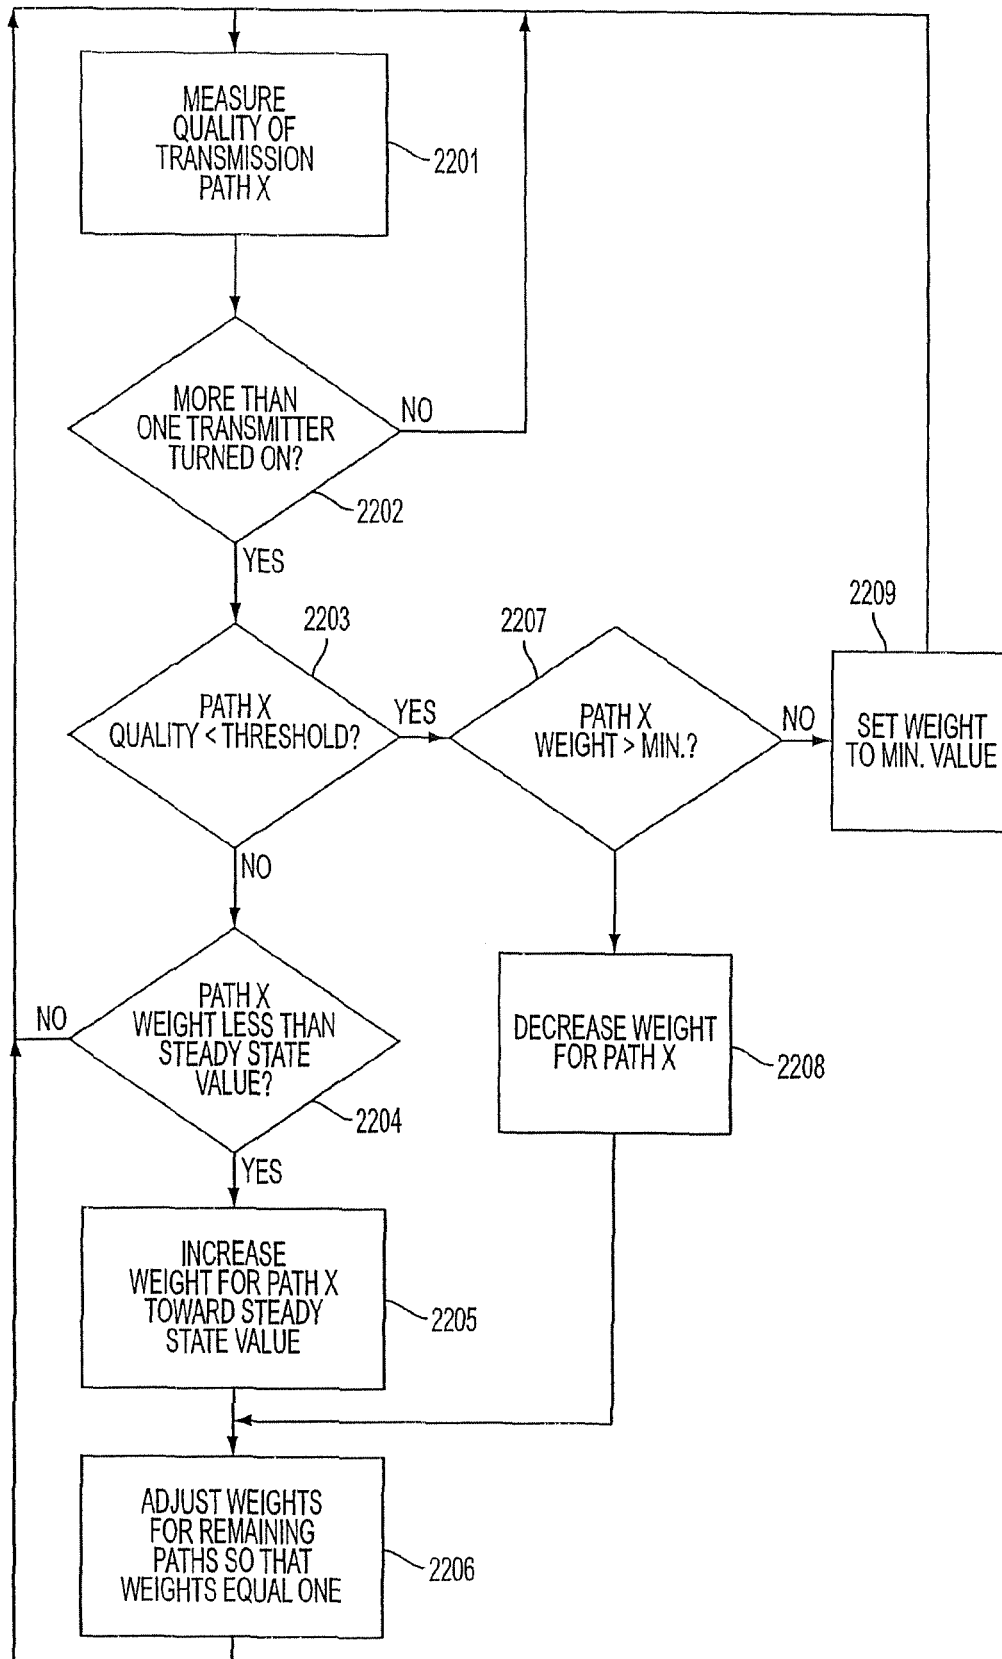 MEASURE
QUALITY OF
TRANSMISSION
PATH X
2201
MORE THAN
ONE TRANSMITTER
TURNED ON?
NO
2202
YES
2203
PATH X
QUALITY < THRESHOLD?
YES
2207
PATH X
WEIGHT > MIN.?
NO
2209
SET WEIGHT
TO MIN. VALUE
NO
PATH X
WEIGHT LESS THAN
STEADY STATE
VALUE?
NO
2204
YES
DECREASE WEIGHT
FOR PATH X
2208
INCREASE
WEIGHT FOR PATH X
TOWARD STEADY
STATE VALUE
2205
ADJUST WEIGHTS
FOR REMAINING
PATHS SO THAT
WEIGHTS EQUAL ONE
2206